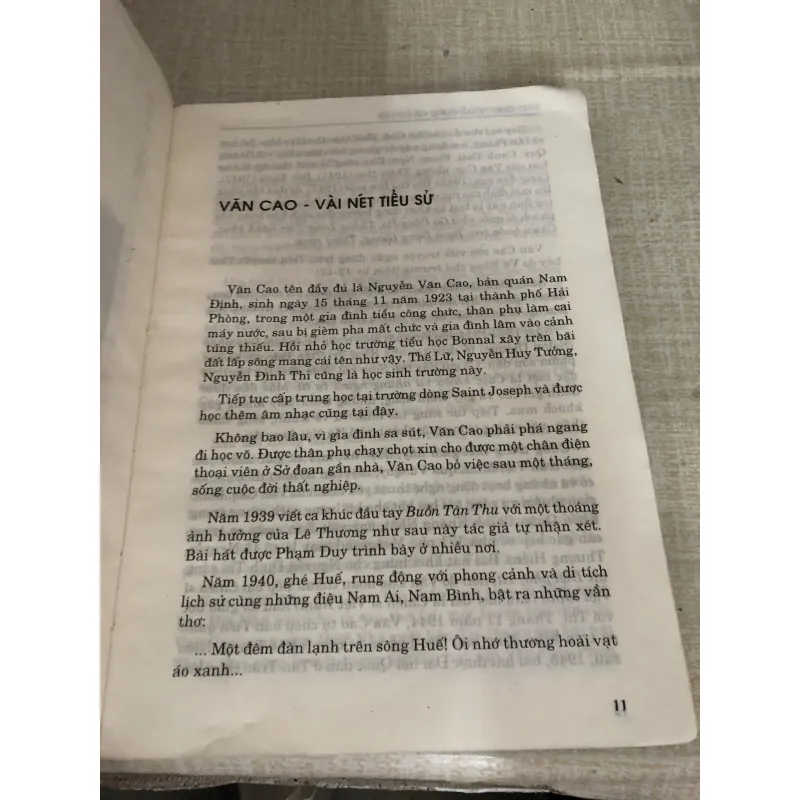 VĂN CAO - VÀI NÉT TIỂU SỬ
Văn Cao tên đầy đủ là Nguyễn Văn Cao, bản quán Nam
Định, sinh ngày 15 tháng 11 năm 1923 tại thành phố Hải
Phòng, trong một gia đình tiểu công chức, thân phụ làm cai
máy nước, sau bị gièm pha mất chức và gia đình lâm vào cảnh
túng thiếu. Hồi nhỏ học trường tiểu học Bonnal xây trên bãi
đất lấp sông mang cái tên như vậy. Thế Lữ, Nguyễn Huy Tưởng,
Nguyễn Đình Thi cũng là học sinh trường này.
Tiếp tục cấp trung học tại trường dòng Saint Joseph và được
học thêm âm nhạc cũng tại đây.
Không bao lâu, vì gia đình sa sút, Văn Cao phải phá ngang
đi học võ. Được thân phụ chạy chọt xin cho được một chân điện
thoại viên ở Sở đoan gần nhà, Văn Cao bỏ việc sau một tháng,
sống cuộc đời thất nghiệp.
Năm 1939 viết ca khúc đầu tay Buồn Tàn Thu với một thoáng
ảnh hưởng của Lê Thương như sau này tác giả tự nhận xét.
Bài hát được Phạm Duy trình bày ở nhiều nơi.
Năm 1940, ghé Huế, rung động với phong cảnh và di tích
lịch sử cùng những điệu Nam Ai, Nam Bình, bật ra những vần
thơ:
... Một đêm đàn lạnh trên sông Huế! Ôi nhớ thương hoài vạt
áo xanh...
11